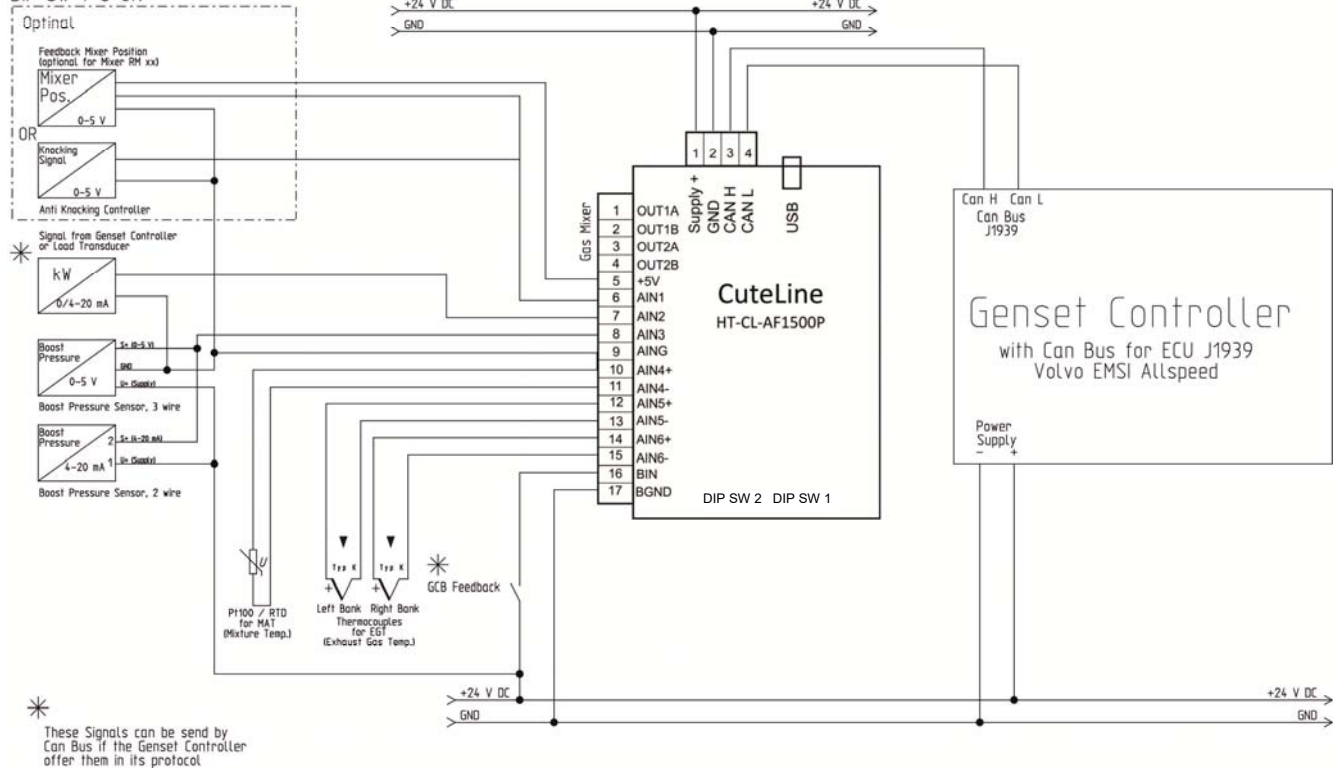 +24 V DC
+24 V DC
GND
GND
Optinal
Feedback Mixer Position
(optional for Mixer RM xx)
Mixer
Pos.
0-5 V
OR
Knocking
Signal
0-5 V
Anti Knocking Controller
Signal from Genset Controller
or Load Transducer
kW
0/4-20 mA
Boost
Pressure
0-5 V
S+ (0-5 V)
GND
U+ (Supply)
Boost Pressure Sensor, 3 wire
Boost
Pressure
4-20 mA
2
S+ (4-20 mA)
1
U+ (Supply)
Boost Pressure Sensor, 2 wire
1 2 3 4
Supply +
GND
CAN H
CAN L
USB
Gas Mixer
1 OUT1A
2 OUT1B
3 OUT2A
4 OUT2B
5 +5V
6 AIN1
7 AIN2
8 AIN3
9 AING
10 AIN4+
11 AIN4-
12 AIN5+
13 AIN5-
14 AIN6+
15 AIN6-
16 BIN
17 BGND
CuteLine
HT-CL-AF1500P
DIP SW 2 DIP SW 1
Can H Can L
Can Bus
J1939
Genset Controller
with Can Bus for ECU J1939
Volvo EMSI Allspeed
Power
Supply
- +
Pt100 / RTD
for MAT
(Mixture Temp.)
Typ K
Typ K
+
+
Left Bank Right Bank
Thermocouples
for EGT
(Exhaust Gas Temp.)
GCB Feedback
+24 V DC
+24 V DC
GND
GND
These Signals can be send by
Can Bus if the Genset Controller
offer them in its protocol